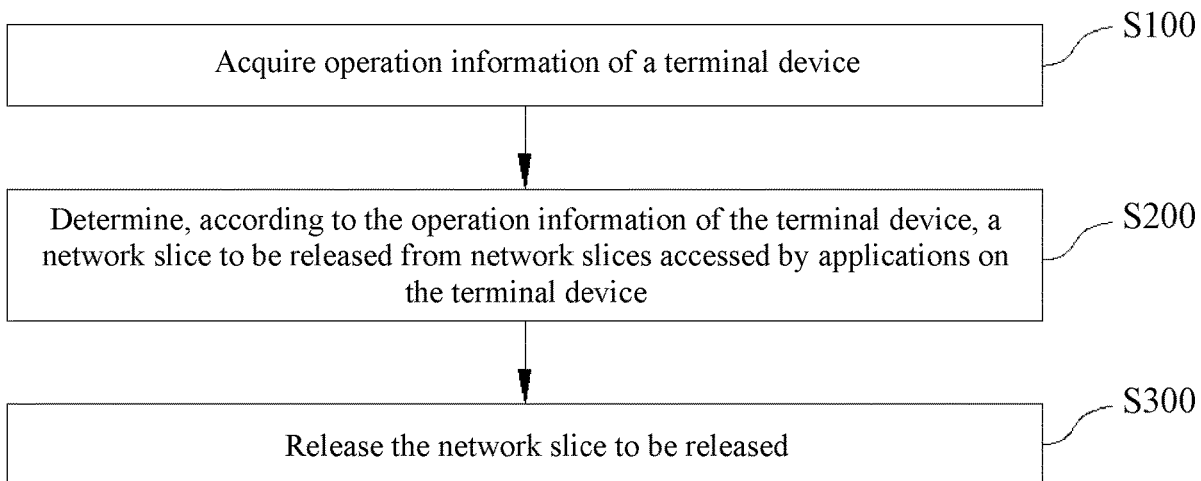 S100
Acquire operation information of a terminal device
S200
Determine, according to the operation information of the terminal device, a
network slice to be released from network slices accessed by applications on
the terminal device
S300
Release the network slice to be released